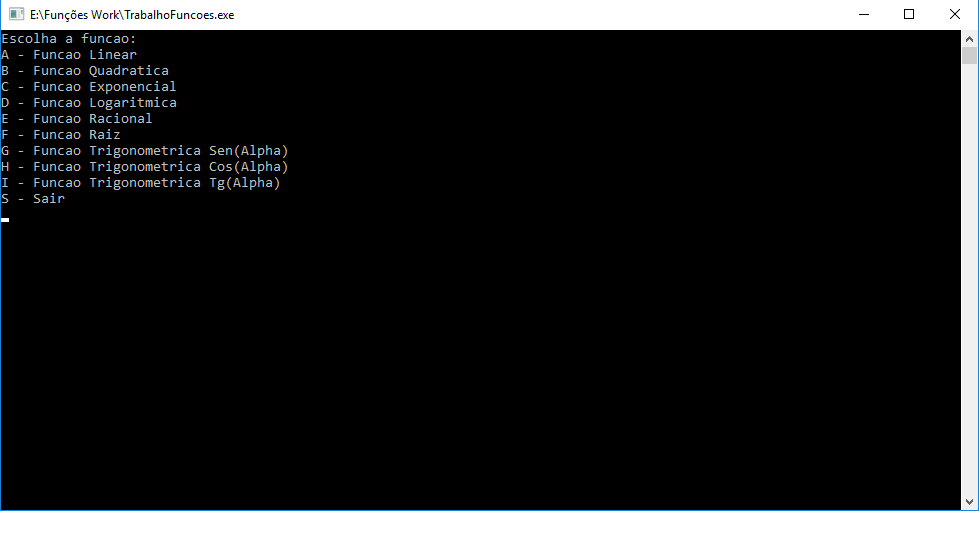 E:\Funções Work\TrabalhoFuncoes.exe
Escolha a funcao:
A - Funcao Linear
B - Funcao Quadratica
C - Funcao Exponencial
D - Funcao Logaritmica
E - Funcao Racional
F - Funcao Raiz
G - Funcao Trigonometrica Sen(Alpha)
H - Funcao Trigonometrica Cos(Alpha)
I - Funcao Trigonometrica Tg(Alpha)
S - Sair